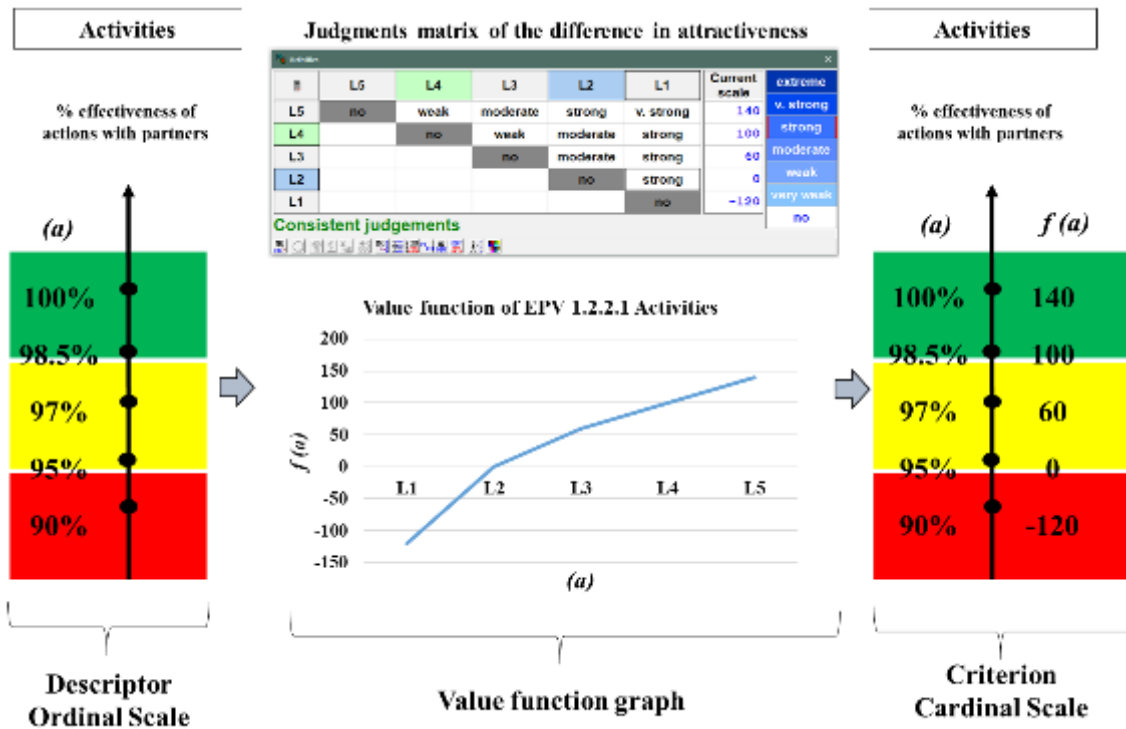 Activities
Judgments matrix of the difference in attractiveness
Activities
Activities
L5 L4 L3 L2 L1 Current scale extreme
L5 no weak moderate strong v. strong 140 v. strong
L4 no weak moderate strong 100 strong
L3 no moderate strong 60 moderate
L2 no strong 0 weak
L1 no -120 very weak
no
Consistent judgements
% effectiveness of
actions with partners
(a)
100%
98.5%
97%
95%
90%
Value function of EPV 1.2.2.1 Activities
200
150
100
50
0
-50
-100
-150
f (a)
L1 L2 L3 L4 L5
(a)
% effectiveness of
actions with partners
(a) f (a)
100% 140
98.5% 100
97% 60
95% 0
90% -120
Descriptor
Ordinal Scale
Value function graph
Criterion
Cardinal Scale